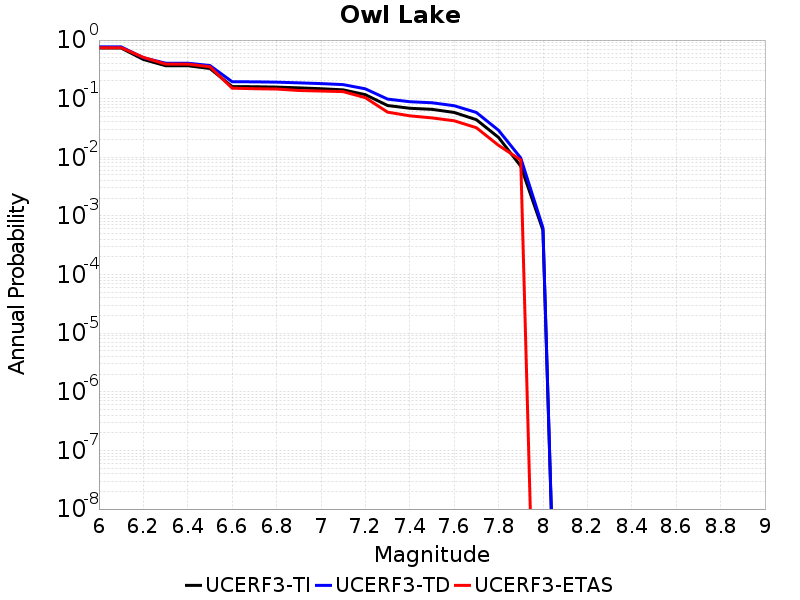 Owl Lake
Annual Probability
10^0
10^-1
10^-2
10^-3
10^-4
10^-5
10^-6
10^-7
10^-8
6 6.2 6.4 6.6 6.8 7 7.2 7.4 7.6 7.8 8 8.2 8.4 8.6 8.8 9
Magnitude
UCERF3-TI UCERF3-TD UCERF3-ETAS